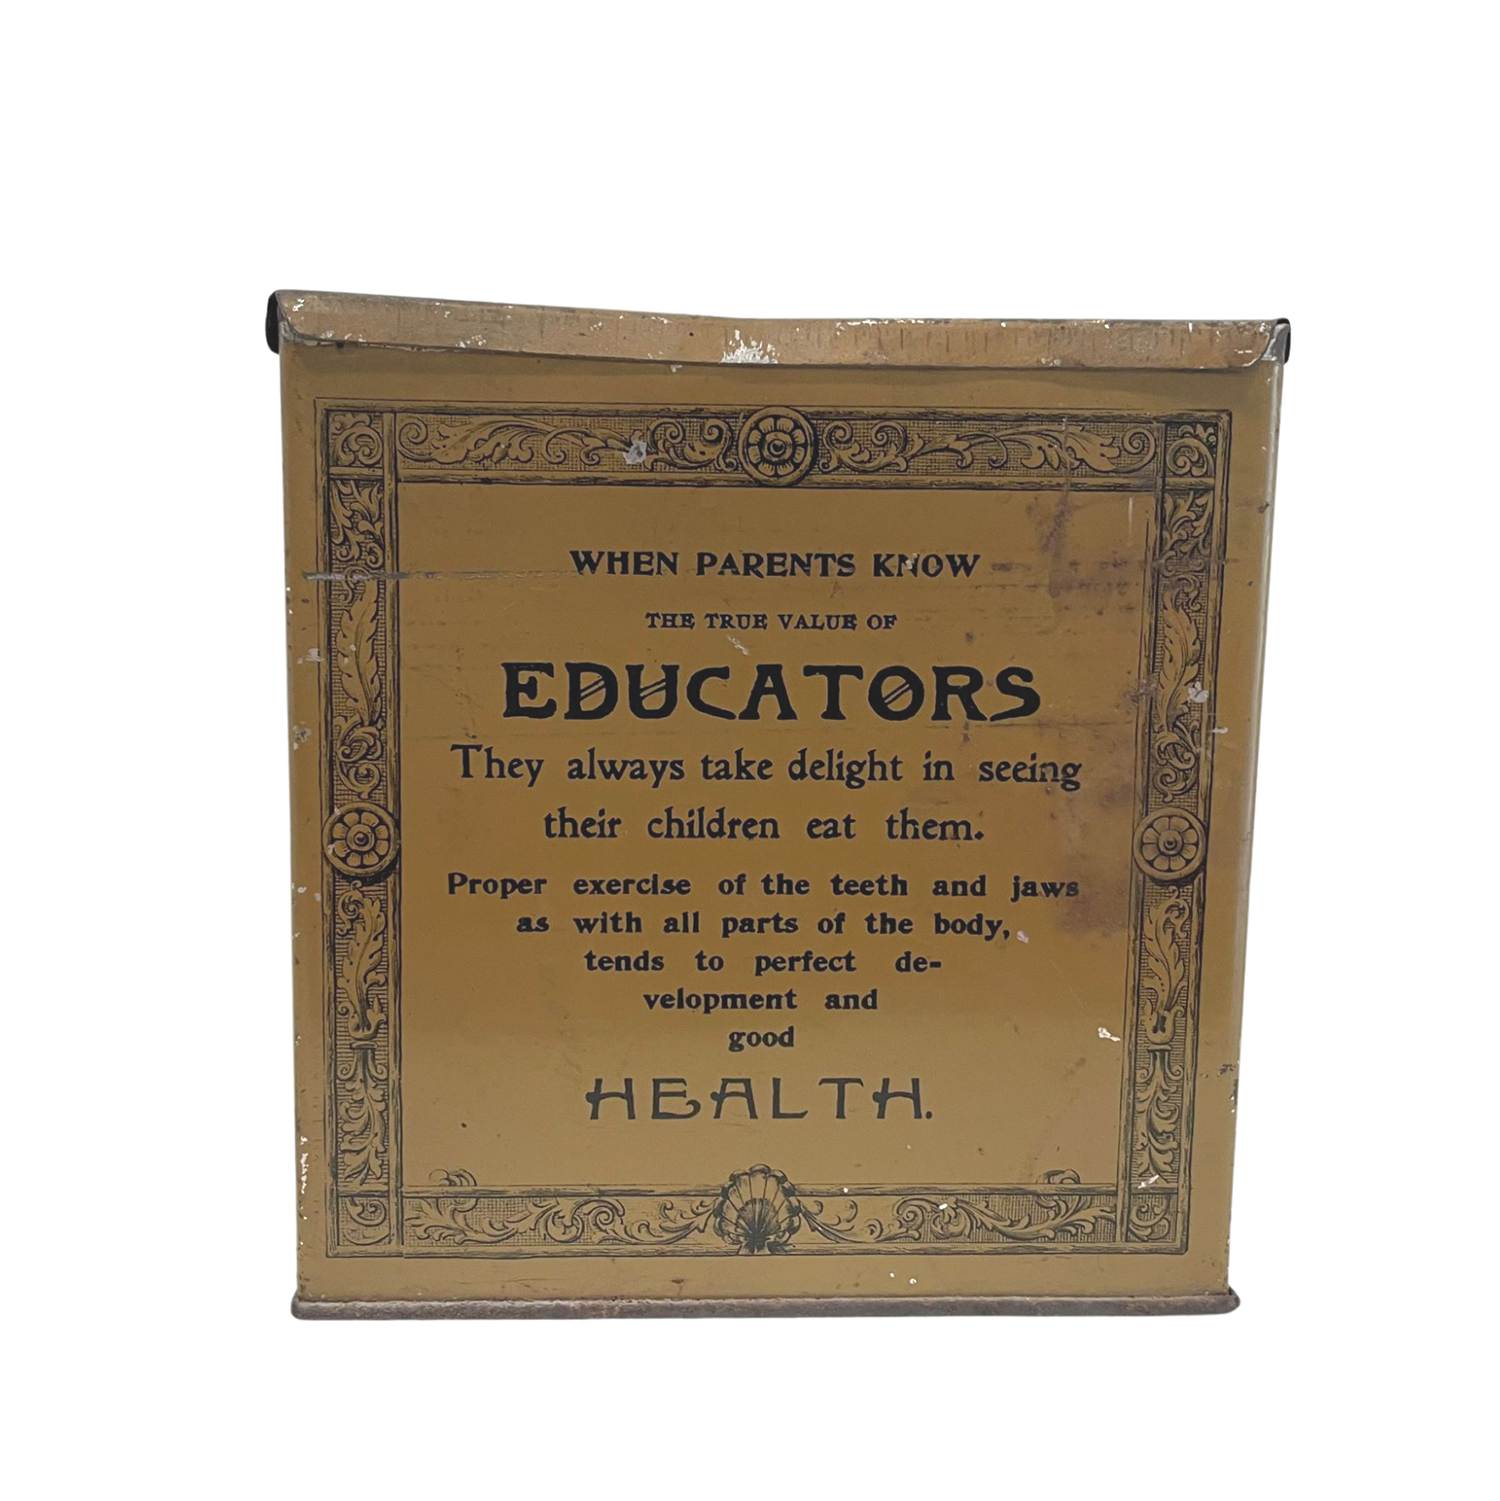 WHEN PARENTS KNOW
THE TRUE VALUE OF
EDUCATORS
They always take delight in seeing
their children eat them.
Proper exercise of the teeth and jaws
as with all parts of the body,
tends to perfect de-
velopment and
good
HEALTH.